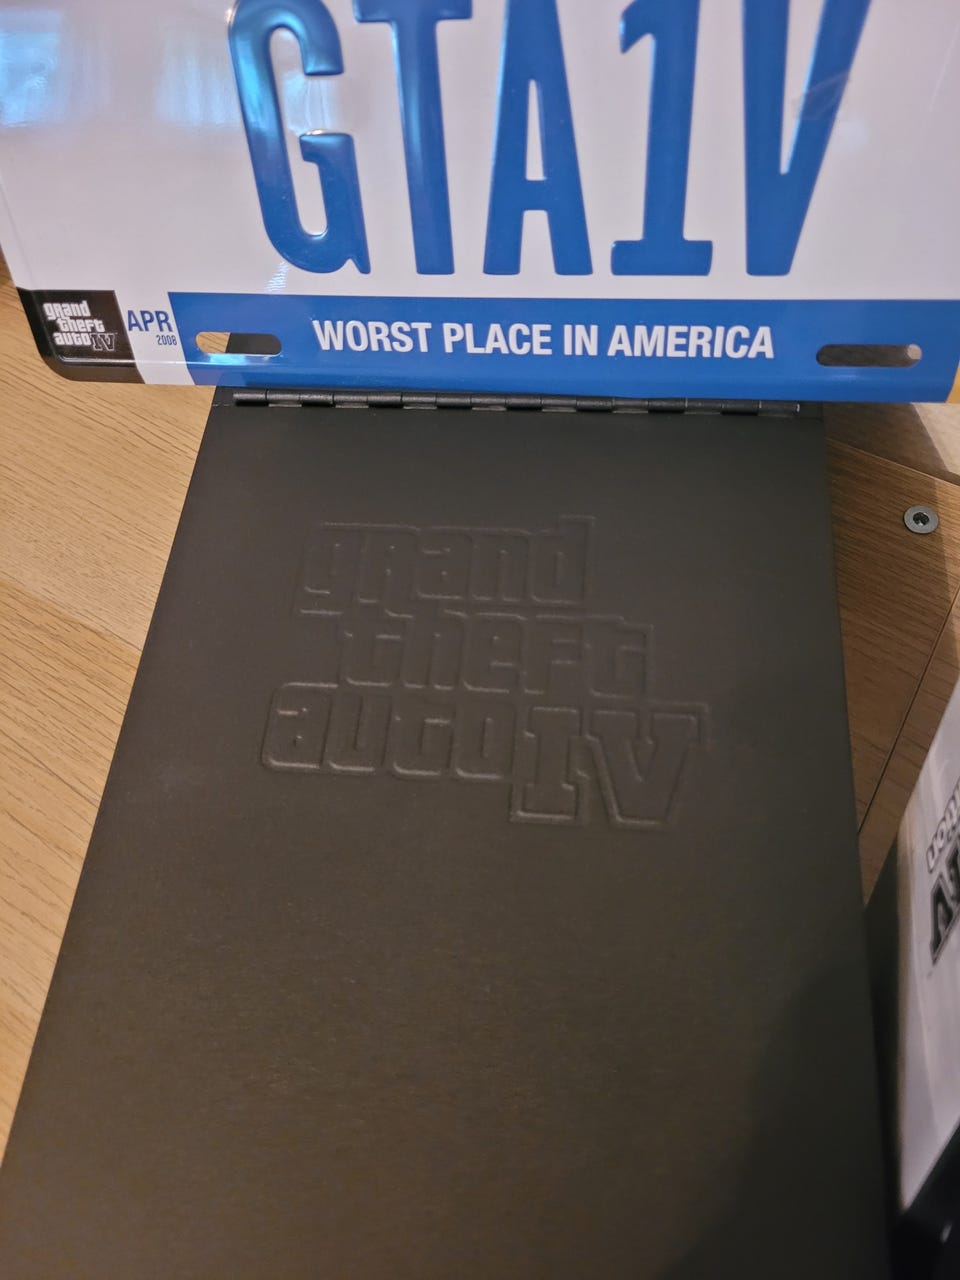 GTA1V
grand
theft
auto IV
APR
2008
WORST PLACE IN AMERICA
grand
theft
auto IV